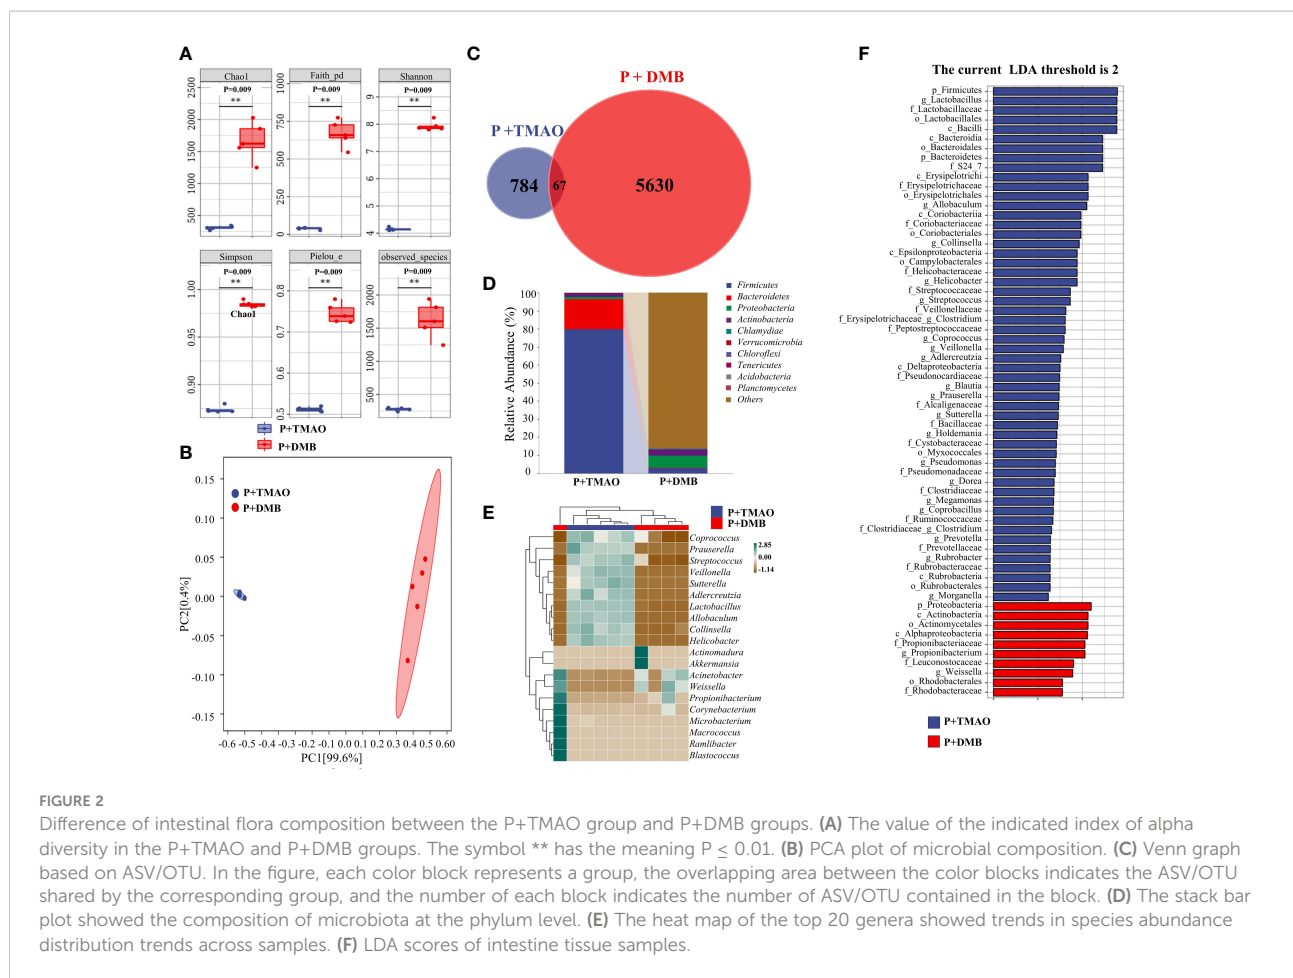 A
Chao1
P=0.009
**
2500
2000
1500
1000
500
Faith_pd
P=0.009
**
1000
750
500
250
0
Shannon
P=0.009
**
9
8
7
6
5
4
Simpson
P=0.009
**
Chao1
1.00
0.95
0.90
Pielou_e
P=0.009
**
0.8
0.7
0.6
0.5
observed_species
P=0.009
**
2000
1500
1000
500
P+TMAO
P+DMB
B
P+TMAO
P+DMB
0.15
0.10
0.05
0.00
-0.05
-0.10
-0.15
PC2[0.4%]
-0.6 -0.5 -0.4 -0.3 -0.2 -0.1 0.0 0.1 0.2 0.3 0.4 0.5 0.60
PC1[99.6%]
C
P + DMB
P +TMAO
784
67
5630
D
Relative Abundance (%)
100
90
80
70
60
50
40
30
20
10
0
P+TMAO
P+DMB
Firmicutes
Bacteroidetes
Proteobacteria
Actinobacteria
Chlamydiae
Verrucomicrobia
Chloroflexi
Tenericutes
Acidobacteria
Planctomycetes
Others
E
P+TMAO
P+DMB
2.85
0.00
-1.14
Coprococcus
Prauserella
Streptococcus
Veillonella
Sutterella
Adlercreutzia
Lactobacillus
Allobaculum
Collinsella
Helicobacter
Actinomadura
Akkermansia
Acinetobacter
Weissella
Propionibacterium
Corynebacterium
Microbacterium
Macrococcus
Ramlibacter
Blastococcus
F
The current LDA threshold is 2
p_Firmicutes
g_Lactobacillus
f_Lactobacillaceae
o_Lactobacillales
c_Bacilli
c_Bacteroidia
o_Bacteroidales
p_Bacteroidetes
f_S24_7
c_Erysipelotrichi
f_Erysipelotrichaceae
o_Erysipelotrichales
g_Allobaculum
c_Coriobacteriia
f_Coriobacteriaceae
o_Coriobacteriales
g_Collinsella
c_Epsilonproteobacteria
o_Campylobacterales
f_Helicobacteraceae
g_Helicobacter
f_Streptococcaceae
g_Streptococcus
f_Veillonellaceae
f_Erysipelotrichaceae_g_Clostridium
f_Peptostreptococcaceae
g_Coprococcus
g_Veillonella
g_Adlercreutzia
c_Deltaproteobacteria
f_Pseudonocardiaceae
g_Blautia
g_Prauserella
f_Alcaligenaceae
g_Sutterella
f_Bacillaceae
g_Holdemania
f_Cystobacteraceae
o_Myxococcales
g_Pseudomonas
f_Pseudomonadaceae
g_Dorea
f_Clostridiaceae
g_Megamonas
g_Coprobacillus
f_Ruminococcaceae
f_Clostridiaceae_g_Clostridium
g_Prevotella
f_Prevotellaceae
g_Rubrobacter
f_Rubrobacteraceae
c_Rubrobacteria
o_Rubrobacterales
g_Morganella
p_Proteobacteria
c_Actinobacteria
o_Actinomycetales
c_Alphaproteobacteria
f_Propionibacteriaceae
g_Propionibacterium
f_Leuconostocaceae
g_Weissella
o_Rhodobacterales
f_Rhodobacteraceae
P+TMAO
P+DMB
FIGURE 2
Difference of intestinal flora composition between the P+TMAO group and P+DMB groups. (A) The value of the indicated index of alpha
diversity in the P+TMAO and P+DMB groups. The symbol ** has the meaning P ≤ 0.01. (B) PCA plot of microbial composition. (C) Venn graph
based on ASV/OTU. In the figure, each color block represents a group, the overlapping area between the color blocks indicates the ASV/OTU
shared by the corresponding group, and the number of each block indicates the number of ASV/OTU contained in the block. (D) The stack bar
plot showed the composition of microbiota at the phylum level. (E) The heat map of the top 20 genera showed trends in species abundance
distribution trends across samples. (F) LDA scores of intestine tissue samples.